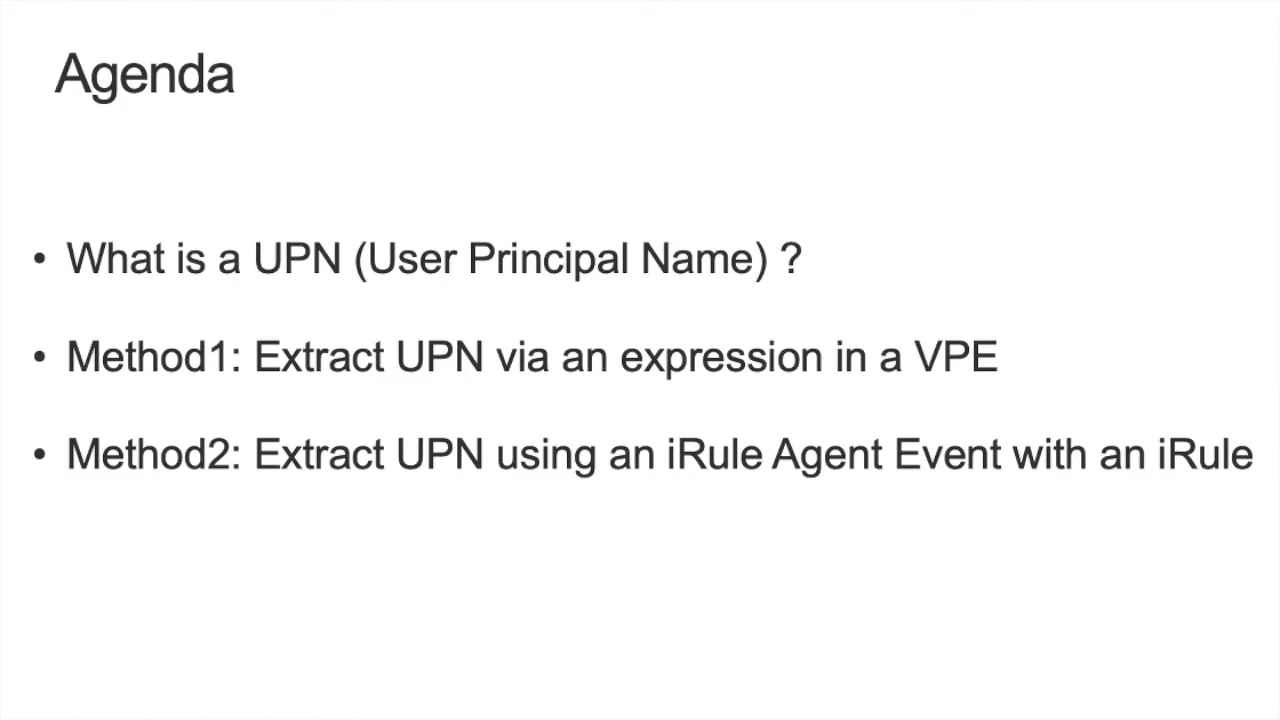 Agenda
• What is a UPN (User Principal Name) ?
• Method1: Extract UPN via an expression in a VPE
• Method2: Extract UPN using an iRule Agent Event with an iRule